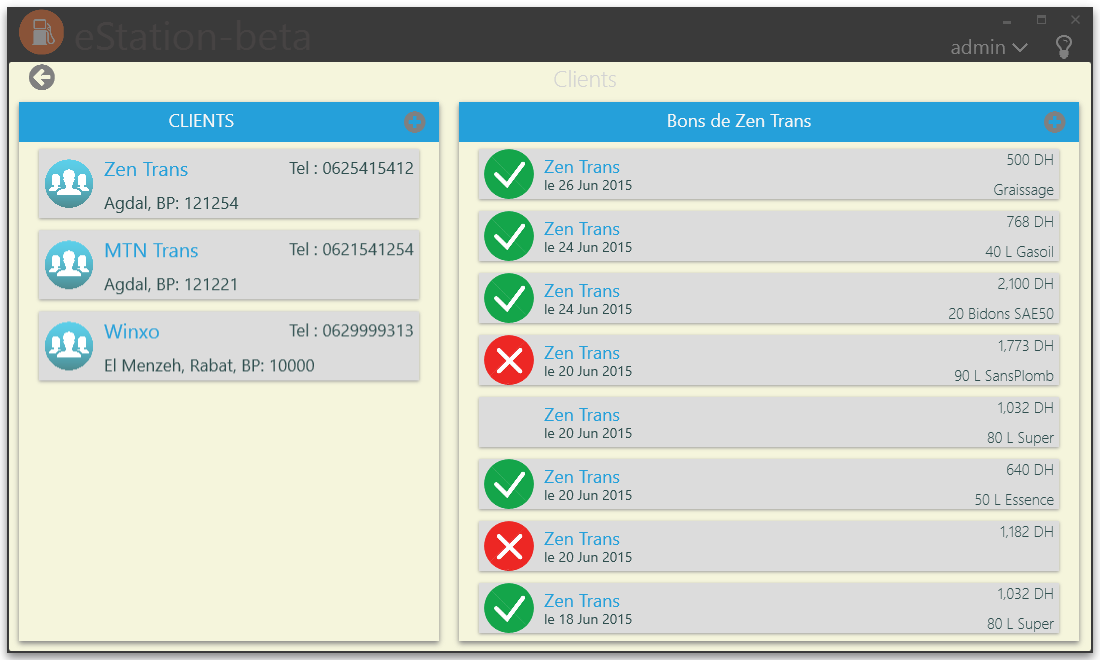 eStation-beta
admin
Clients
CLIENTS
Zen Trans Tel : 0625415412
Agdal, BP: 121254
MTN Trans Tel : 0621541254
Agdal, BP: 121221
Winxo Tel : 0629999313
El Menzeh, Rabat, BP: 10000
Bons de Zen Trans
Zen Trans 500 DH
le 26 Jun 2015 Graissage
Zen Trans 768 DH
le 24 Jun 2015 40 L Gasoil
Zen Trans 2,100 DH
le 24 Jun 2015 20 Bidons SAE50
Zen Trans 1,773 DH
le 20 Jun 2015 90 L SansPlomb
Zen Trans 1,032 DH
le 20 Jun 2015 80 L Super
Zen Trans 640 DH
le 20 Jun 2015 50 L Essence
Zen Trans 1,182 DH
le 20 Jun 2015
Zen Trans 1,032 DH
le 18 Jun 2015 80 L Super